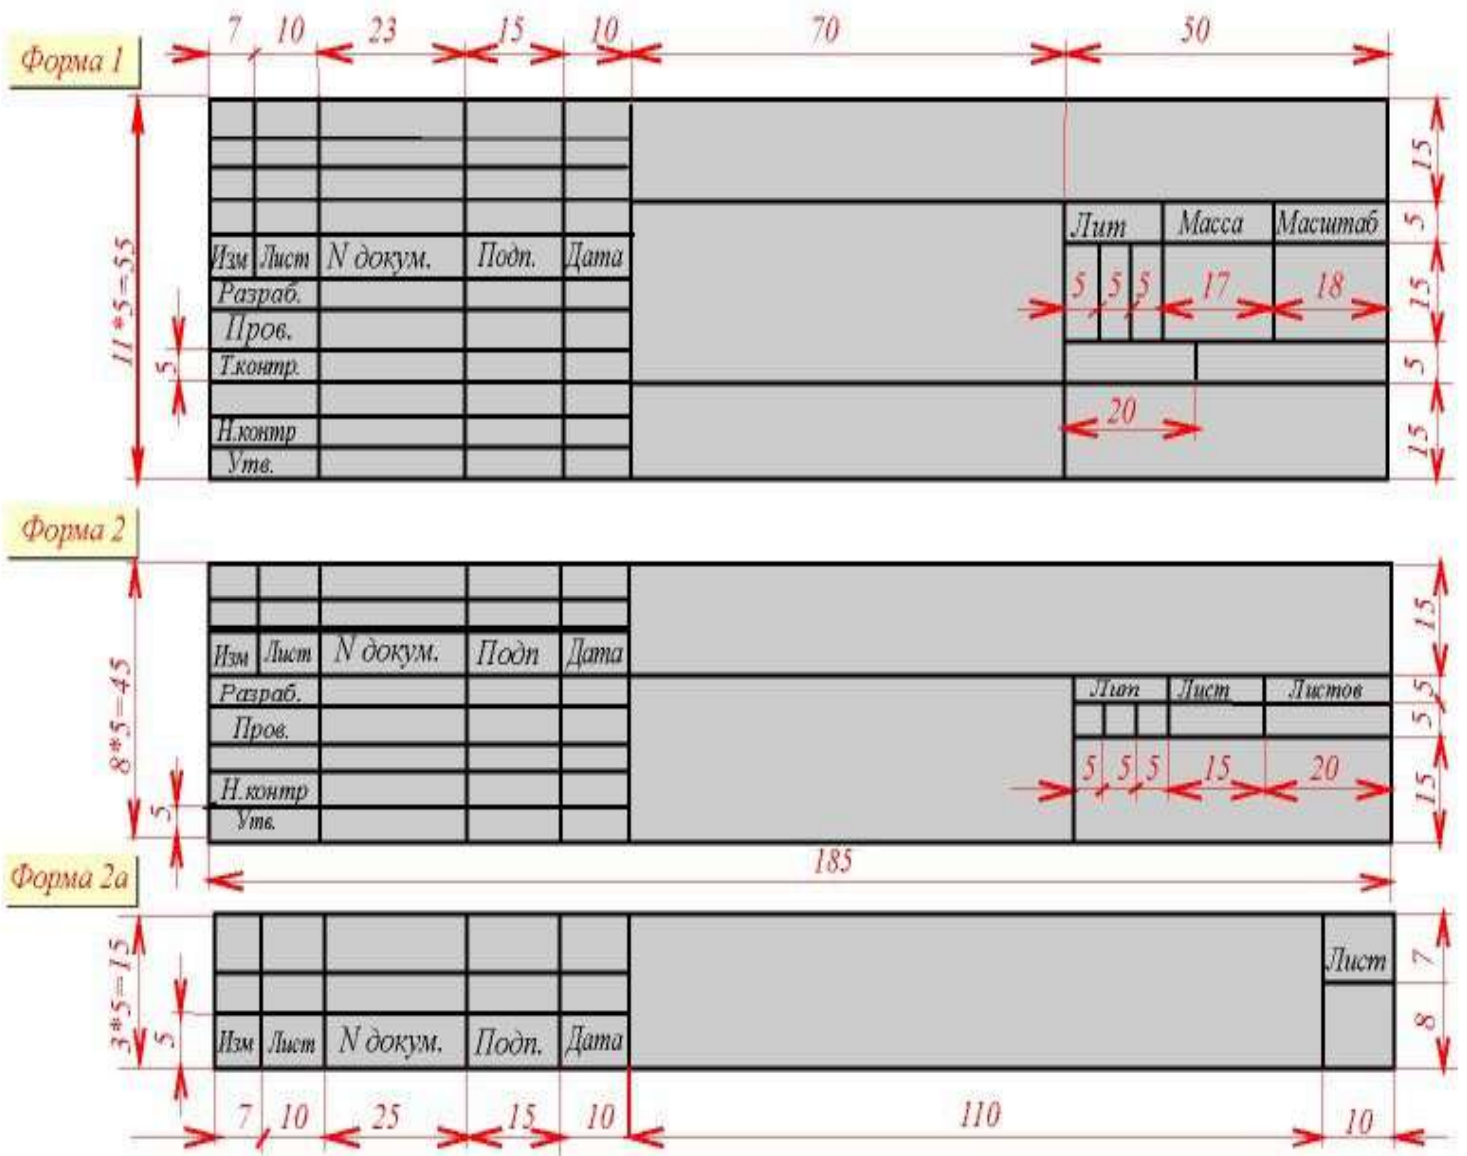 Форма 1
7 10 23 15 10 70 50
11*5=55
5
Изм Лист N докум. Подп. Дата
Разраб.
Пров.
Т.контр.
Н.контр
Утв.
Лит Масса Масштаб
5 5 5 17 18
20
15
5
15
5
15
Форма 2
8*5=45
5
Изм Лист N докум. Подп Дата
Разраб.
Пров.
Н.контр
Утв.
Лит Лист Листов
5 5 5 15 20
15
5
5
15
185
Форма 2а
3*5=15
5
Изм Лист N докум. Подп. Дата
Лист
7
8
7 10 25 15 10 110 10